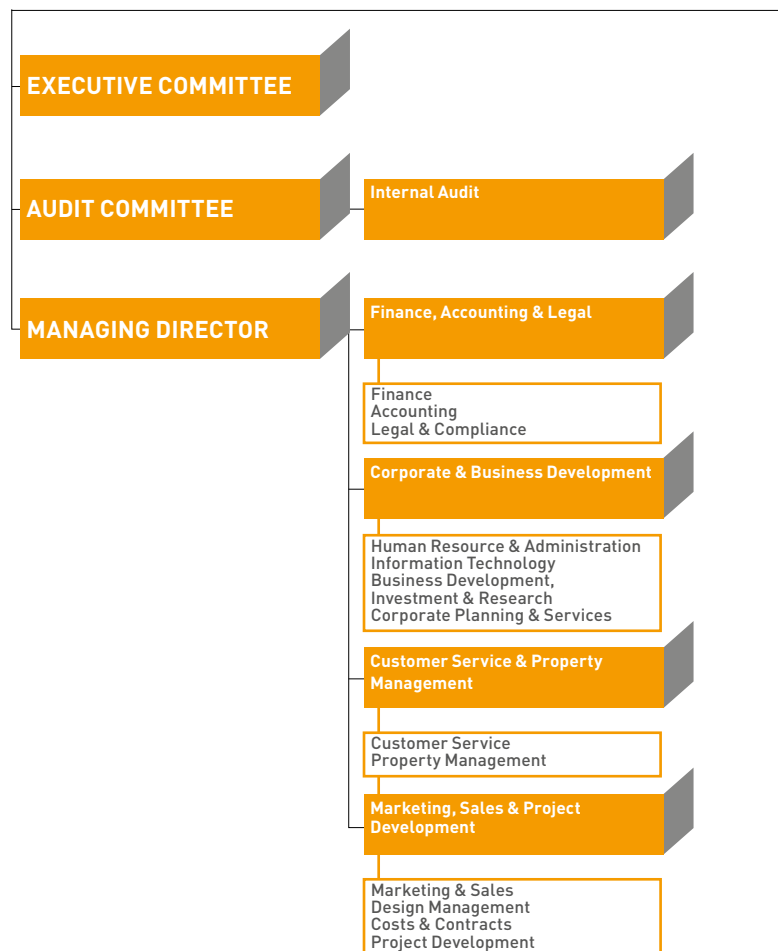 EXECUTIVE COMMITTEE
AUDIT COMMITTEE
Internal Audit
MANAGING DIRECTOR
Finance, Accounting & Legal
Finance
Accounting
Legal & Compliance
Corporate & Business Development
Human Resource & Administration
Information Technology
Business Development,
Investment & Research
Corporate Planning & Services
Customer Service & Property
Management
Customer Service
Property Management
Marketing, Sales & Project
Development
Marketing & Sales
Design Management
Costs & Contracts
Project Development